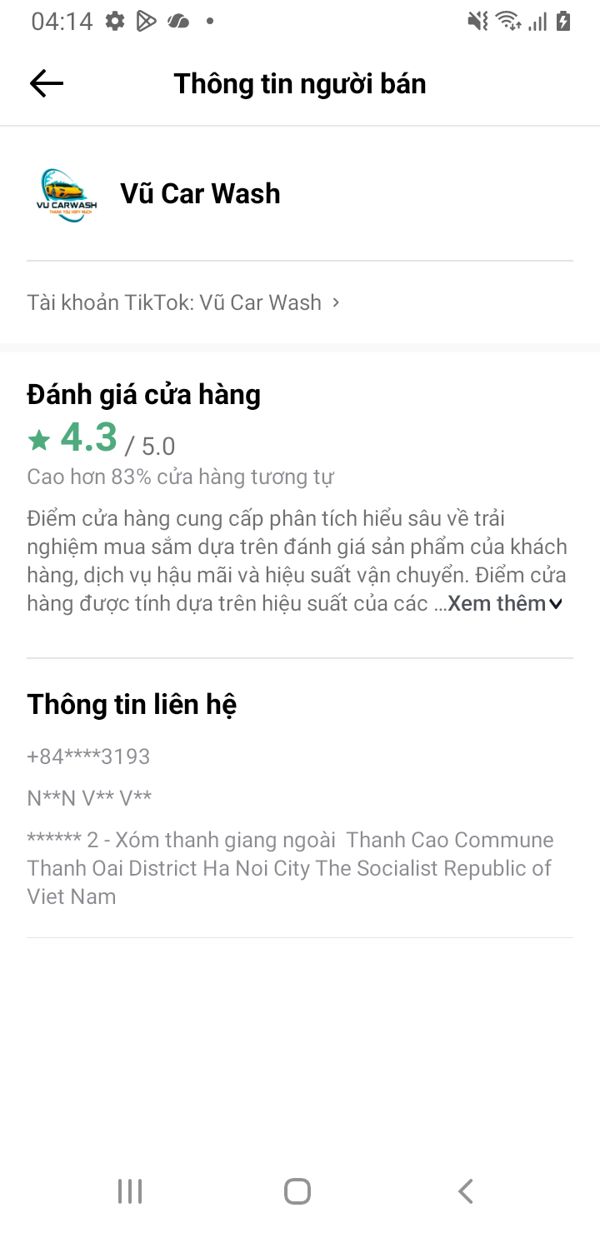 04:14
Thông tin người bán
VU CARWASH
THANK YOU VERY MUCH
Vũ Car Wash
Tài khoản TikTok: Vũ Car Wash >
Đánh giá cửa hàng
4.3 / 5.0
Cao hơn 83% cửa hàng tương tự
Điểm cửa hàng cung cấp phân tích hiểu sâu về trải
nghiệm mua sắm dựa trên đánh giá sản phẩm của khách
hàng, dịch vụ hậu mãi và hiệu suất vận chuyển. Điểm cửa
hàng được tính dựa trên hiệu suất của các ...Xem thêm
Thông tin liên hệ
+84****3193
N**N V** V**
****** 2 - Xóm thanh giang ngoài  Thanh Cao Commune
Thanh Oai District Ha Noi City The Socialist Republic of
Viet Nam